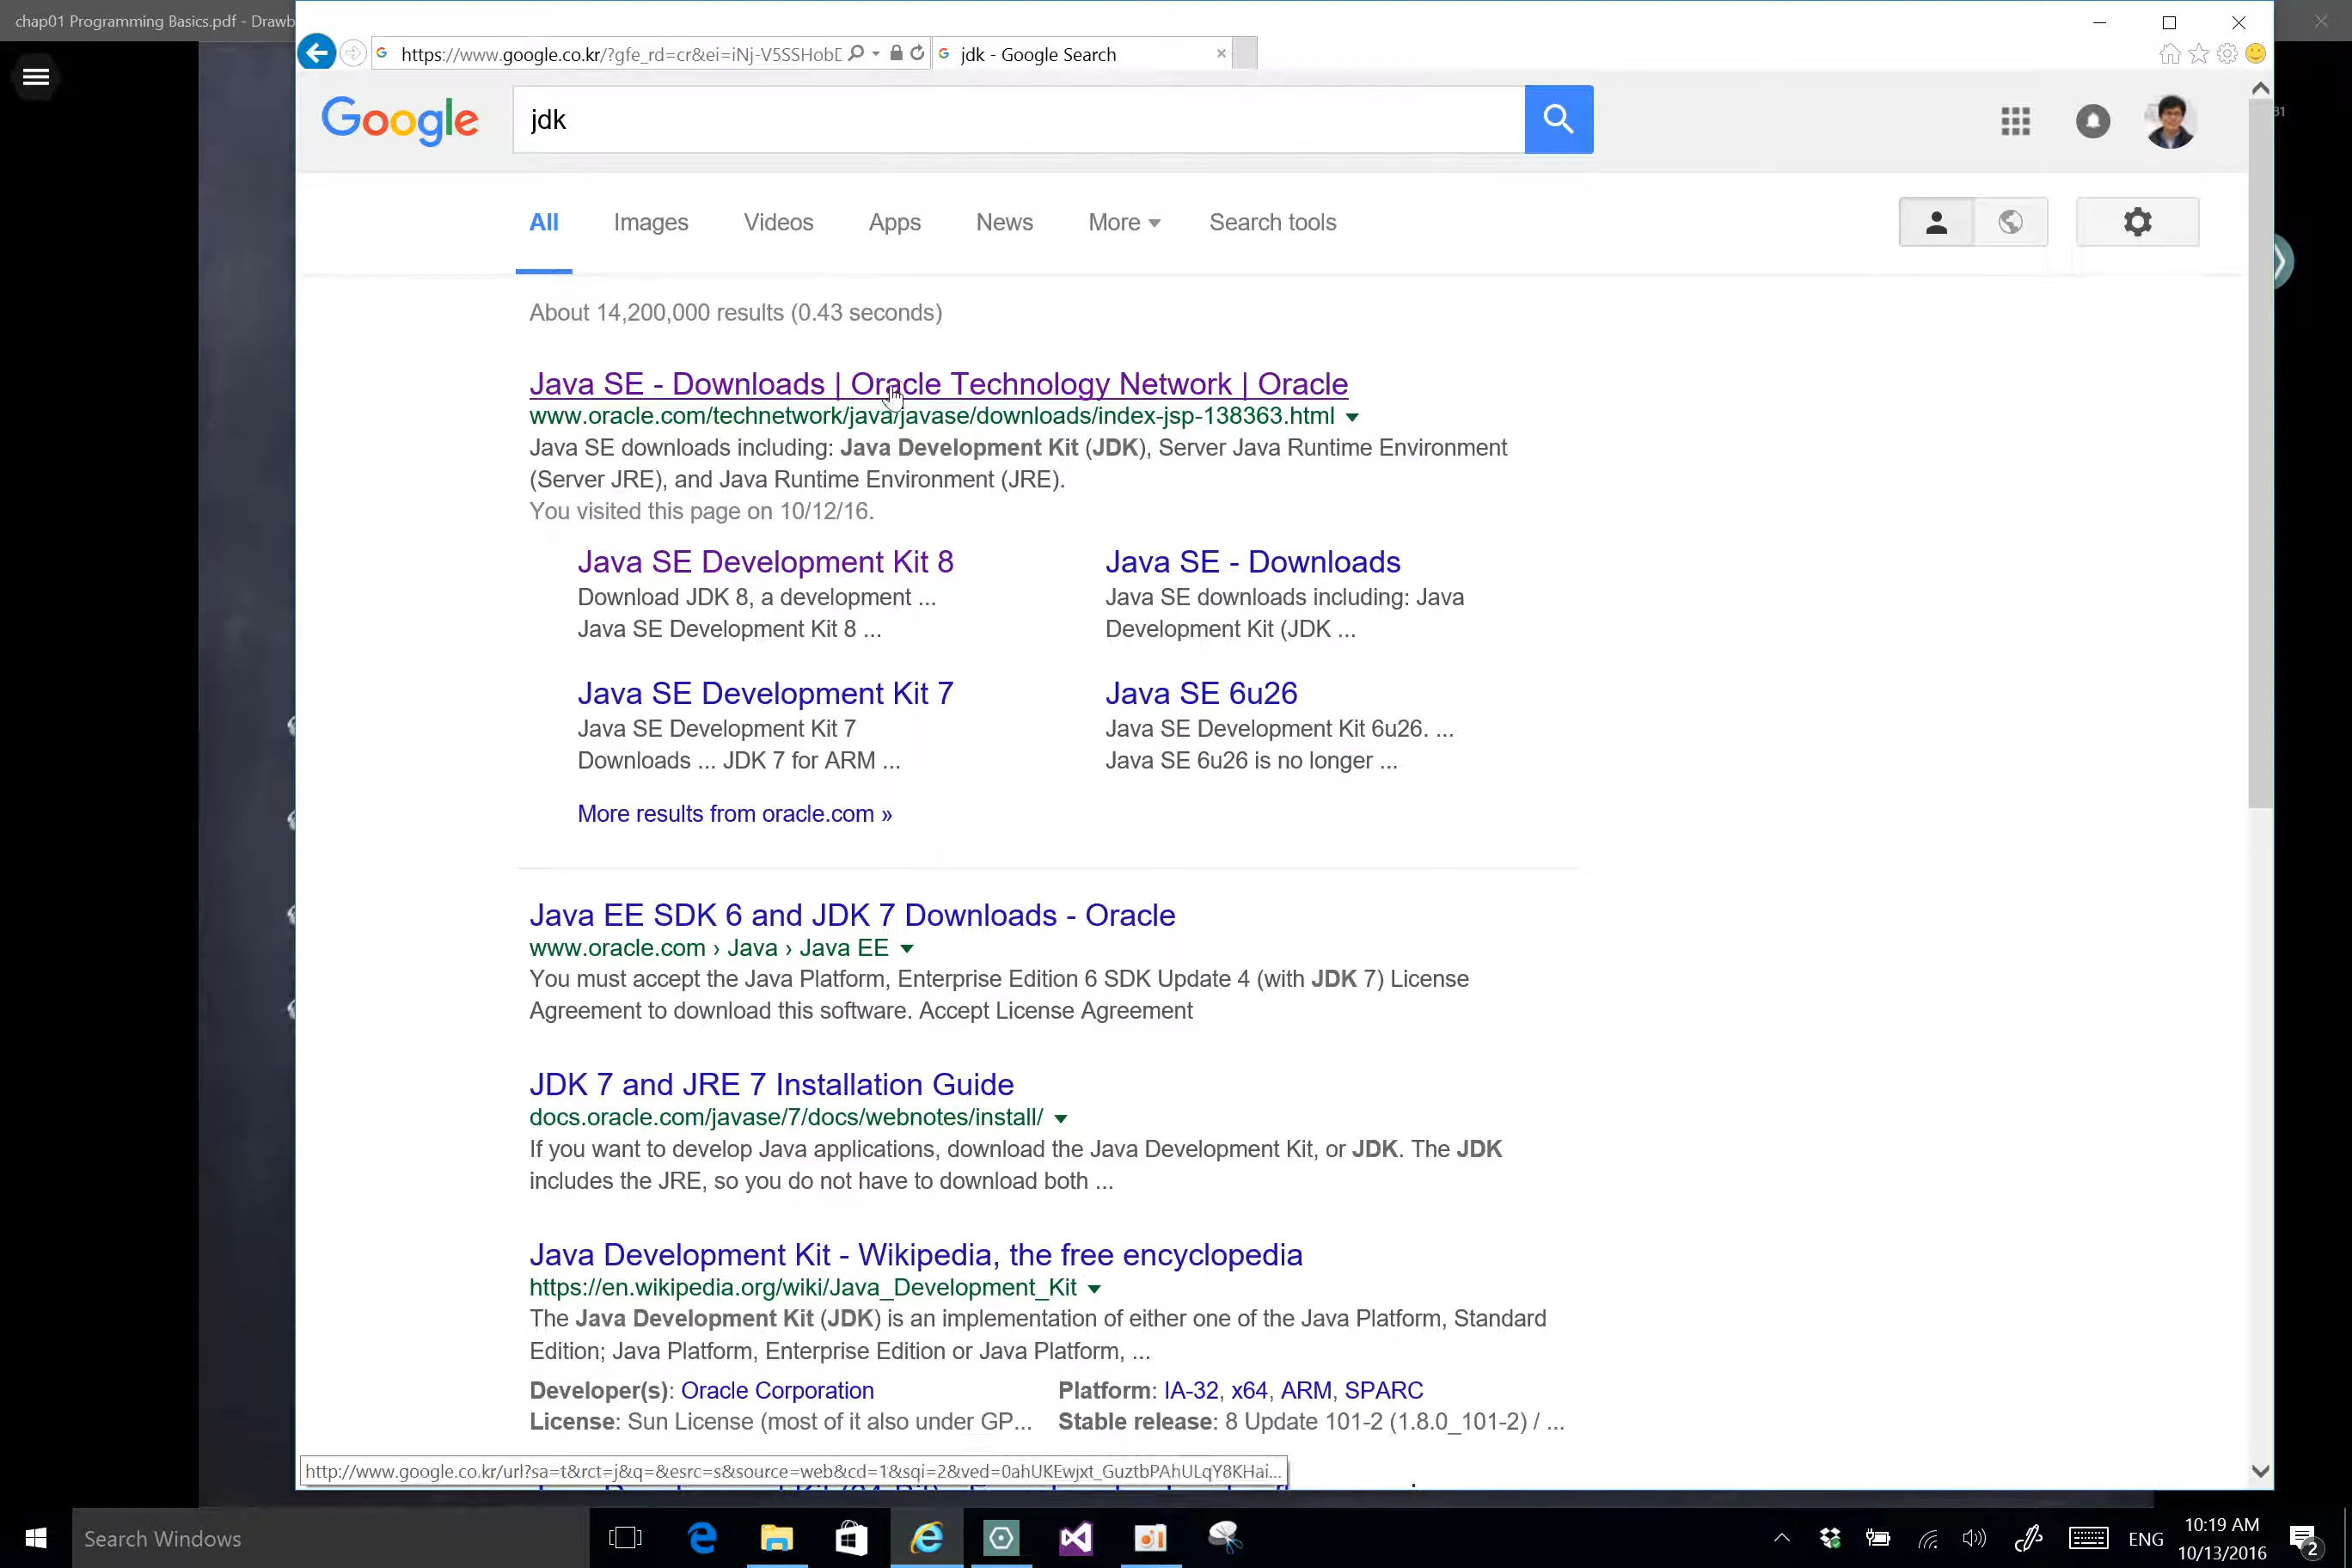 chap01 Programming Basics.pdf - Drawb
https://www.google.co.kr/?gfe_rd=cr&ei=iNj-V5SSHobD
jdk - Google Search
Google
jdk
31
All Images Videos Apps News More Search tools
About 14,200,000 results (0.43 seconds)
Java SE - Downloads | Oracle Technology Network | Oracle
www.oracle.com/technetwork/java/javase/downloads/index-jsp-138363.html
Java SE downloads including: Java Development Kit (JDK), Server Java Runtime Environment
(Server JRE), and Java Runtime Environment (JRE).
You visited this page on 10/12/16.
Java SE Development Kit 8
Download JDK 8, a development ...
Java SE Development Kit 8 ...
Java SE - Downloads
Java SE downloads including: Java
Development Kit (JDK ...
Java SE Development Kit 7
Java SE Development Kit 7
Downloads ... JDK 7 for ARM ...
Java SE 6u26
Java SE Development Kit 6u26. ...
Java SE 6u26 is no longer ...
More results from oracle.com »
Java EE SDK 6 and JDK 7 Downloads - Oracle
www.oracle.com › Java › Java EE
You must accept the Java Platform, Enterprise Edition 6 SDK Update 4 (with JDK 7) License
Agreement to download this software. Accept License Agreement
JDK 7 and JRE 7 Installation Guide
docs.oracle.com/javase/7/docs/webnotes/install/
If you want to develop Java applications, download the Java Development Kit, or JDK. The JDK
includes the JRE, so you do not have to download both ...
Java Development Kit - Wikipedia, the free encyclopedia
https://en.wikipedia.org/wiki/Java_Development_Kit
The Java Development Kit (JDK) is an implementation of either one of the Java Platform, Standard
Edition; Java Platform, Enterprise Edition or Java Platform, ...
Developer(s): Oracle Corporation
Platform: IA-32, x64, ARM, SPARC
License: Sun License (most of it also under GP...
Stable release: 8 Update 101-2 (1.8.0_101-2) / ...
http://www.google.co.kr/url?sa=t&rct=j&q=&esrc=s&source=web&cd=1&sqi=2&ved=0ahUKEwjxt_GuztbPAhULqY8KHai...
Search Windows
ENG
10:19 AM
10/13/2016
2